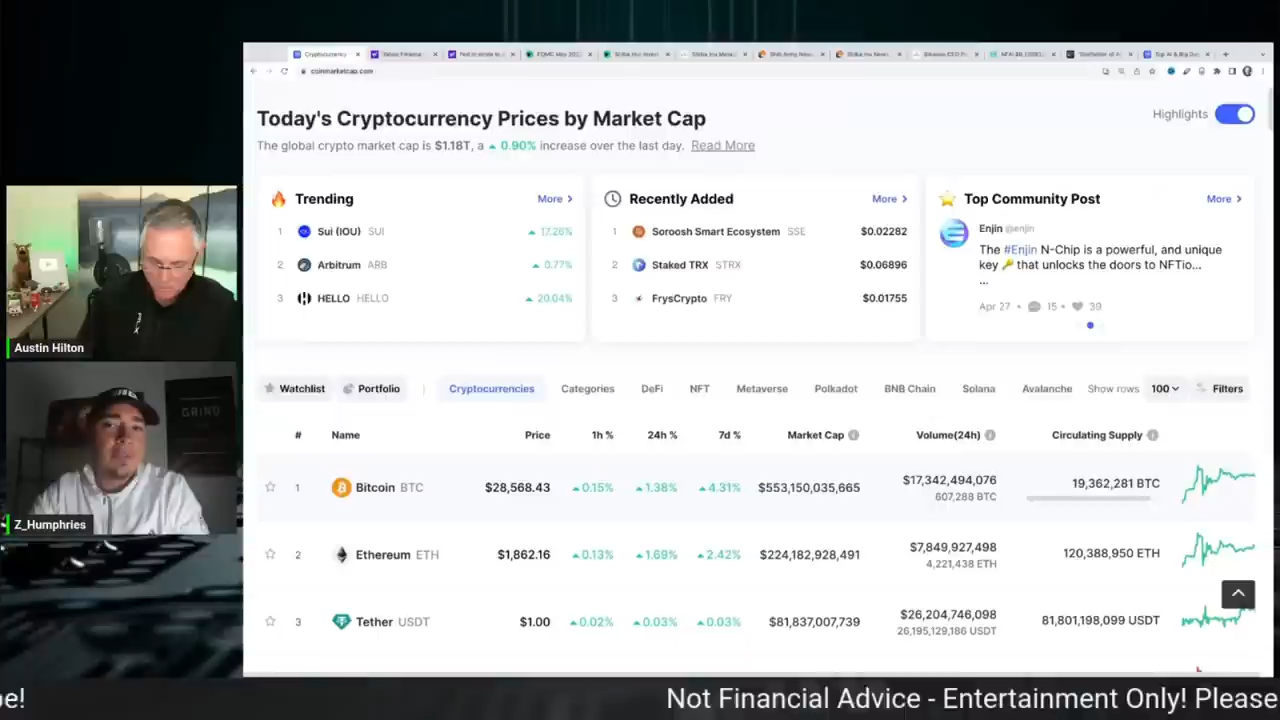 Cryptocurrency
coinmarketcap.com
Today's Cryptocurrency Prices by Market Cap
Highlights
The global crypto market cap is $1.18T, a 0.90% increase over the last day. Read More
Trending
More >
1 Sui (IOU) SUI 17.26%
2 Arbitrum ARB 0.77%
3 HELLO HELLO 20.04%
Recently Added
More >
1 Soroosh Smart Ecosystem SSE $0.02282
2 Staked TRX STRX $0.06896
3 FrysCrypto FRY $0.01755
Top Community Post
More >
Enjin @enjin
The #Enjin N-Chip is a powerful, and unique
key 🔑 that unlocks the doors to NFTio...
...
Apr 27 • 15 • 39
Watchlist Portfolio Cryptocurrencies Categories DeFi NFT Metaverse Polkadot BNB Chain Solana Avalanche Show rows 100 Filters
# Name Price 1h % 24h % 7d % Market Cap Volume(24h) Circulating Supply
1 Bitcoin BTC $28,568.43 0.15% 1.38% 4.31% $553,150,035,665 $17,342,494,076 19,362,281 BTC
607,288 BTC
2 Ethereum ETH $1,862.16 0.13% 1.69% 2.42% $224,182,928,491 $7,849,927,498 120,388,950 ETH
4,221,438 ETH
3 Tether USDT $1.00 0.02% 0.03% 0.03% $81,837,007,739 $26,204,746,098 81,801,198,099 USDT
26,195,129,186 USDT
Austin Hilton
GRIND
Z_Humphries
be!
Not Financial Advice - Entertainment Only! Please